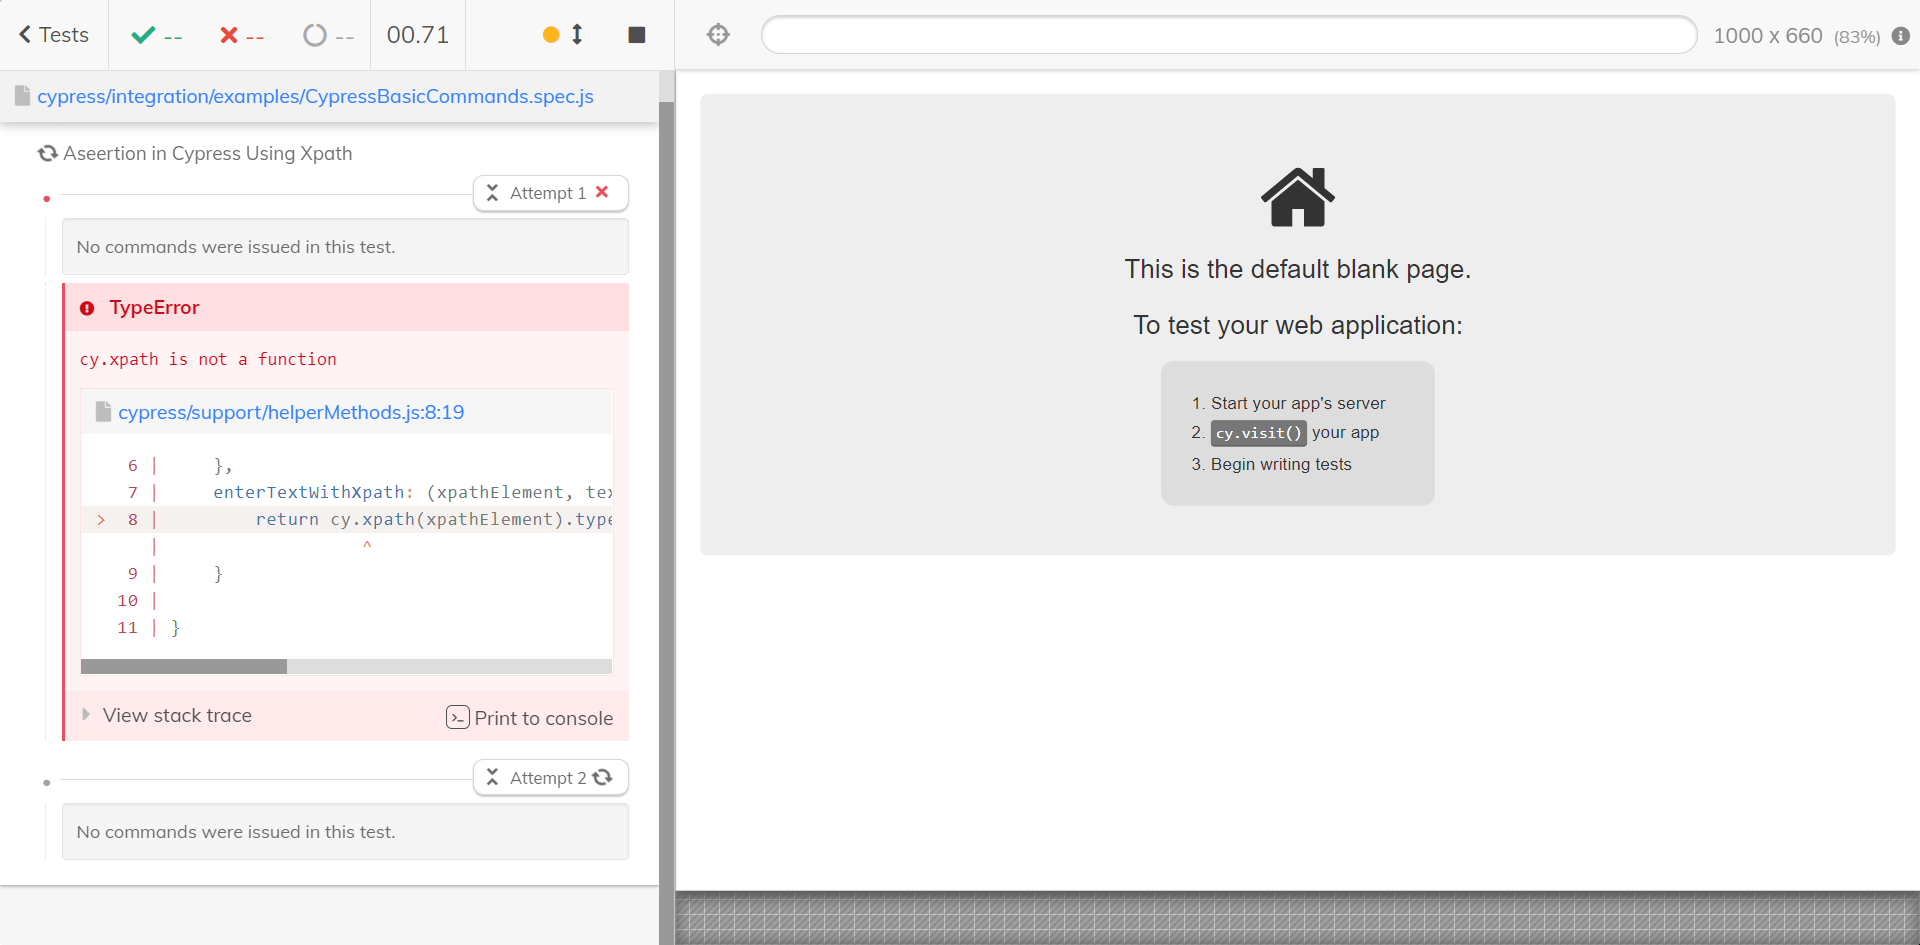 Tests
--
--
--
00.71
1000 x 660 (83%)
cypress/integration/examples/CypressBasicCommands.spec.js
Aseertion in Cypress Using Xpath
Attempt 1
No commands were issued in this test.
TypeError
cy.xpath is not a function
cypress/support/helperMethods.js:8:19
6 |     },
7 |     enterTextWithXpath: (xpathElement, tex
> 8 |         return cy.xpath(xpathElement).type
|                   ^
9 |     }
10 |
11 | }
View stack trace
Print to console
Attempt 2
No commands were issued in this test.
This is the default blank page.
To test your web application:
1. Start your app's server
2. cy.visit() your app
3. Begin writing tests